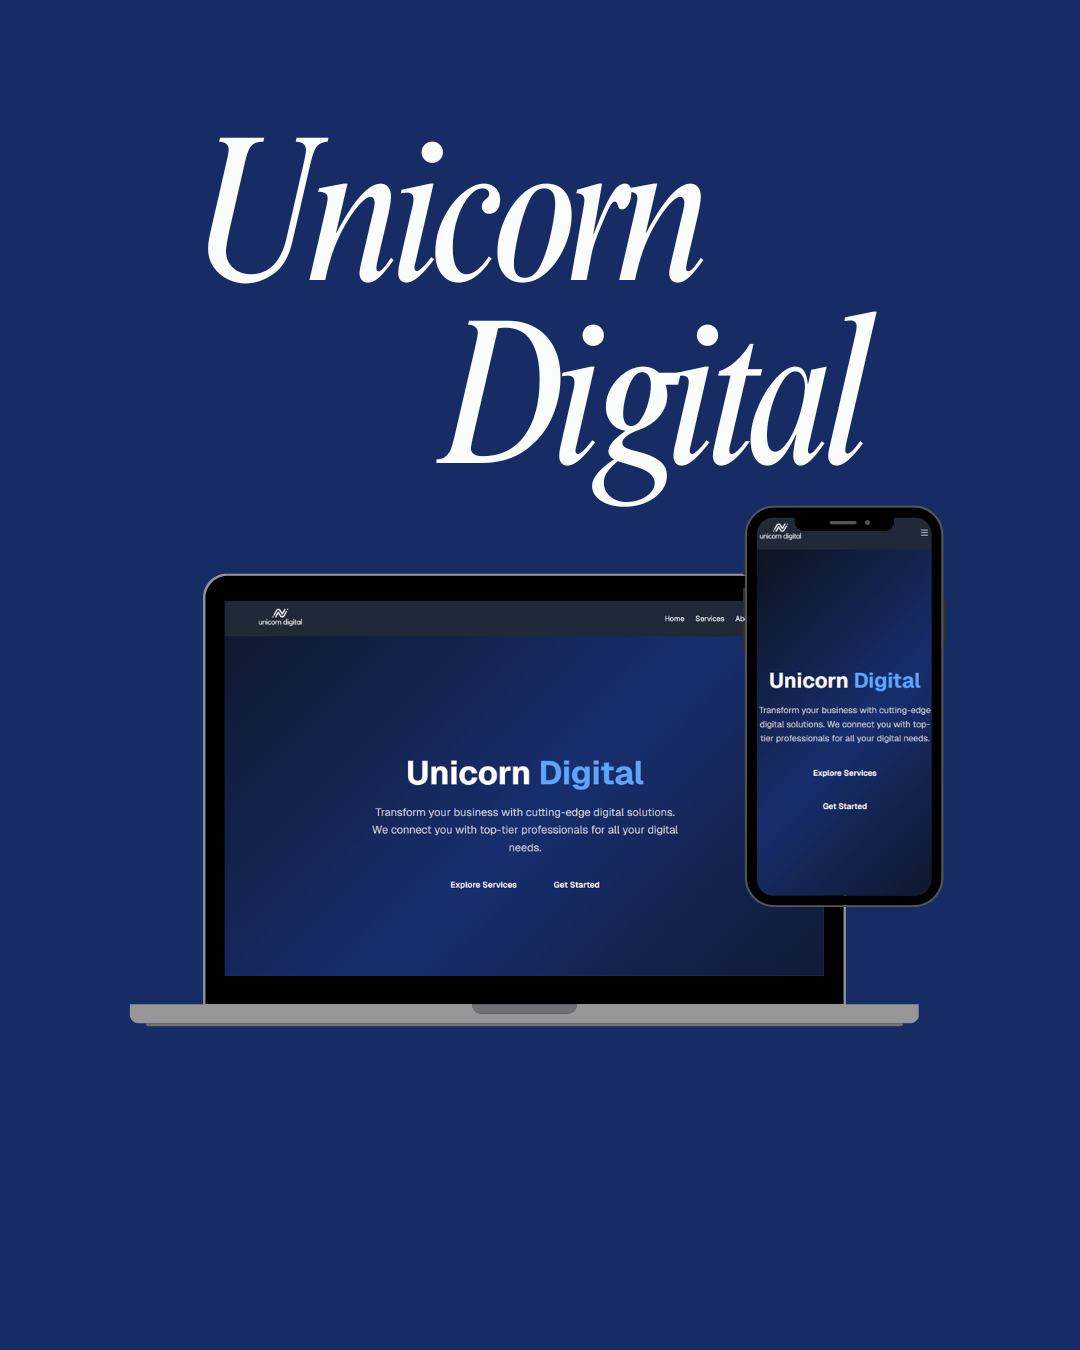 Unicorn
Digital
unicorn digital
Home Services
Unicorn Digital
Transform your business with cutting-edge digital solutions.
We connect you with top-tier professionals for all your digital
needs.
Explore Services Get Started
unicorn digital
Unicorn Digital
Transform your business with cutting-edge
digital solutions. We connect you with top-
tier professionals for all your digital needs.
Explore Services
Get Started